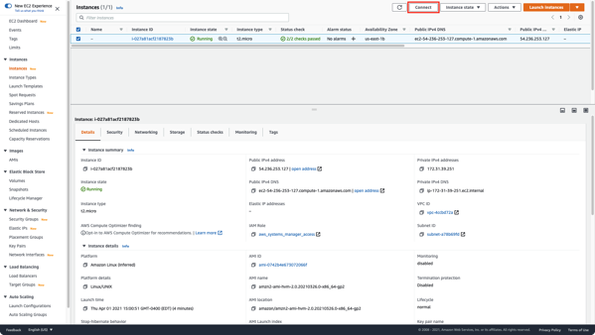 New EC2 Experience
Tell us what you think
EC2 Dashboard New
Events
Tags
Limits
Instances
Instances New
Instance Types
Launch Templates
Spot Requests
Savings Plans
Reserved Instances New
Dedicated Hosts
Scheduled Instances
Capacity Reservations
Images
AMIs
Elastic Block Store
Volumes
Snapshots
Lifecycle Manager
Network & Security
Security Groups New
Elastic IPs New
Placement Groups
Key Pairs
Network Interfaces New
Load Balancing
Load Balancers
Target Groups New
Auto Scaling
Launch Configurations
Auto Scaling Groups
Instances (1/1) Info
Connect
Instance state
Actions
Launch instances
Filter instances
1
Name Instance ID Instance state Instance type Status check Alarm status Availability Zone Public IPv4 DNS Public IPv4 ... Elastic IP
– i-027a81acf2187823b Running t2.micro 2/2 checks passed No alarms us-east-1b ec2-54-236-253-127.compute-1.amazonaws.com 54.236.253.127 –
Instance: i-027a81acf2187823b
Details Security Networking Storage Status checks Monitoring Tags
Instance summary Info
Instance ID
i-027a81acf2187823b
Public IPv4 address
54.236.253.127 | open address
Private IPv4 addresses
172.31.39.251
Instance state
Running
Public IPv4 DNS
ec2-54-236-253-127.compute-1.amazonaws.com | open address
Private IPv4 DNS
ip-172-31-39-251.ec2.internal
Instance type
t2.micro
Elastic IP addresses
–
VPC ID
AWS Compute Optimizer finding
Opt-in to AWS Compute Optimizer for recommendations. | Learn more
IAM Role
aws_systems_manager_access
Subnet ID
Instance details Info
Platform
Amazon Linux (Inferred)
AMI ID
Monitoring
disabled
Platform details
Linux/UNIX
AMI name
amzn2-ami-hvm-2.0.20210326.0-x86_64-gp2
Termination protection
Disabled
Launch time
Thu Apr 01 2021 10:00:51 GMT-0400 (EDT) (4 minutes)
AMI location
amazon/amzn2-ami-hvm-2.0.20210326.0-x86_64-gp2
Lifecycle
normal
Stop-hibernate behavior
AMI Launch index
Key pair name
Feedback English (US)
© 2008 - 2021, Amazon Web Services, Inc. or its affiliates. All rights reserved. Privacy Policy Terms of Use